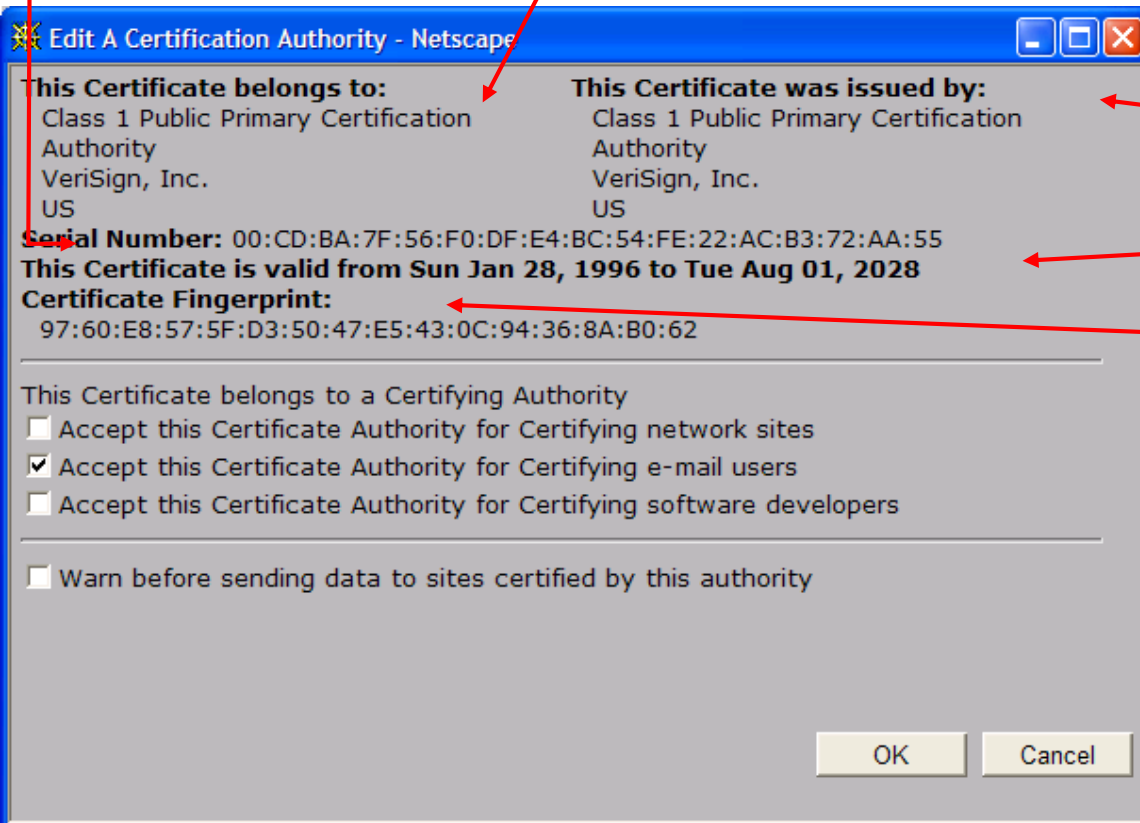 Edit A Certification Authority - Netscape
This Certificate belongs to: This Certificate was issued by:
Class 1 Public Primary Certification Class 1 Public Primary Certification
Authority Authority
VeriSign, Inc. VeriSign, Inc.
US US
Serial Number: 00:CD:BA:7F:56:F0:DF:E4:BC:54:FE:22:AC:B3:72:AA:55
This Certificate is valid from Sun Jan 28, 1996 to Tue Aug 01, 2028
Certificate Fingerprint:
97:60:E8:57:5F:D3:50:47:E5:43:0C:94:36:8A:B0:62
This Certificate belongs to a Certifying Authority
Accept this Certificate Authority for Certifying network sites
Accept this Certificate Authority for Certifying e-mail users
Accept this Certificate Authority for Certifying software developers
Warn before sending data to sites certified by this authority
OK Cancel